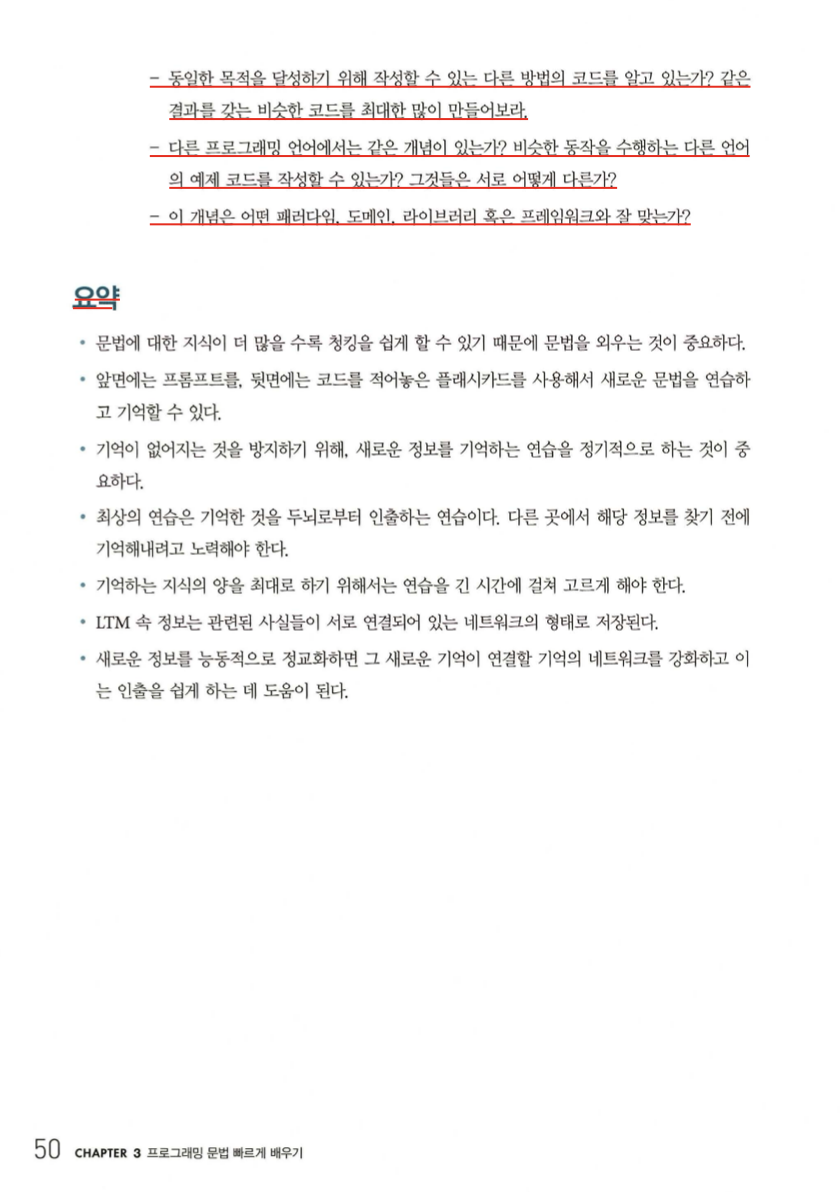 – 동일한 목적을 달성하기 위해 작성할 수 있는 다른 방법의 코드를 알고 있는가? 같은
결과를 갖는 비슷한 코드를 최대한 많이 만들어보라.
– 다른 프로그래밍 언어에서는 같은 개념이 있는가? 비슷한 동작을 수행하는 다른 언어
의 예제 코드를 작성할 수 있는가? 그것들은 서로 어떻게 다른가?
– 이 개념은 어떤 패러다임, 도메인, 라이브러리 혹은 프레임워크와 잘 맞는가?
요약
• 문법에 대한 지식이 더 많을 수록 청킹을 쉽게 할 수 있기 때문에 문법을 외우는 것이 중요하다.
• 앞면에는 프롬프트를, 뒷면에는 코드를 적어놓은 플래시카드를 사용해서 새로운 문법을 연습하
고 기억할 수 있다.
• 기억이 없어지는 것을 방지하기 위해, 새로운 정보를 기억하는 연습을 정기적으로 하는 것이 중
요하다.
• 최상의 연습은 기억한 것을 두뇌로부터 인출하는 연습이다. 다른 곳에서 해당 정보를 찾기 전에
기억해내려고 노력해야 한다.
• 기억하는 지식의 양을 최대로 하기 위해서는 연습을 긴 시간에 걸쳐 고르게 해야 한다.
• LTM 속 정보는 관련된 사실들이 서로 연결되어 있는 네트워크의 형태로 저장된다.
• 새로운 정보를 능동적으로 정교화하면 그 새로운 기억이 연결할 기억의 네트워크를 강화하고 이
는 인출을 쉽게 하는 데 도움이 된다.
50 CHAPTER 3 프로그래밍 문법 빠르게 배우기